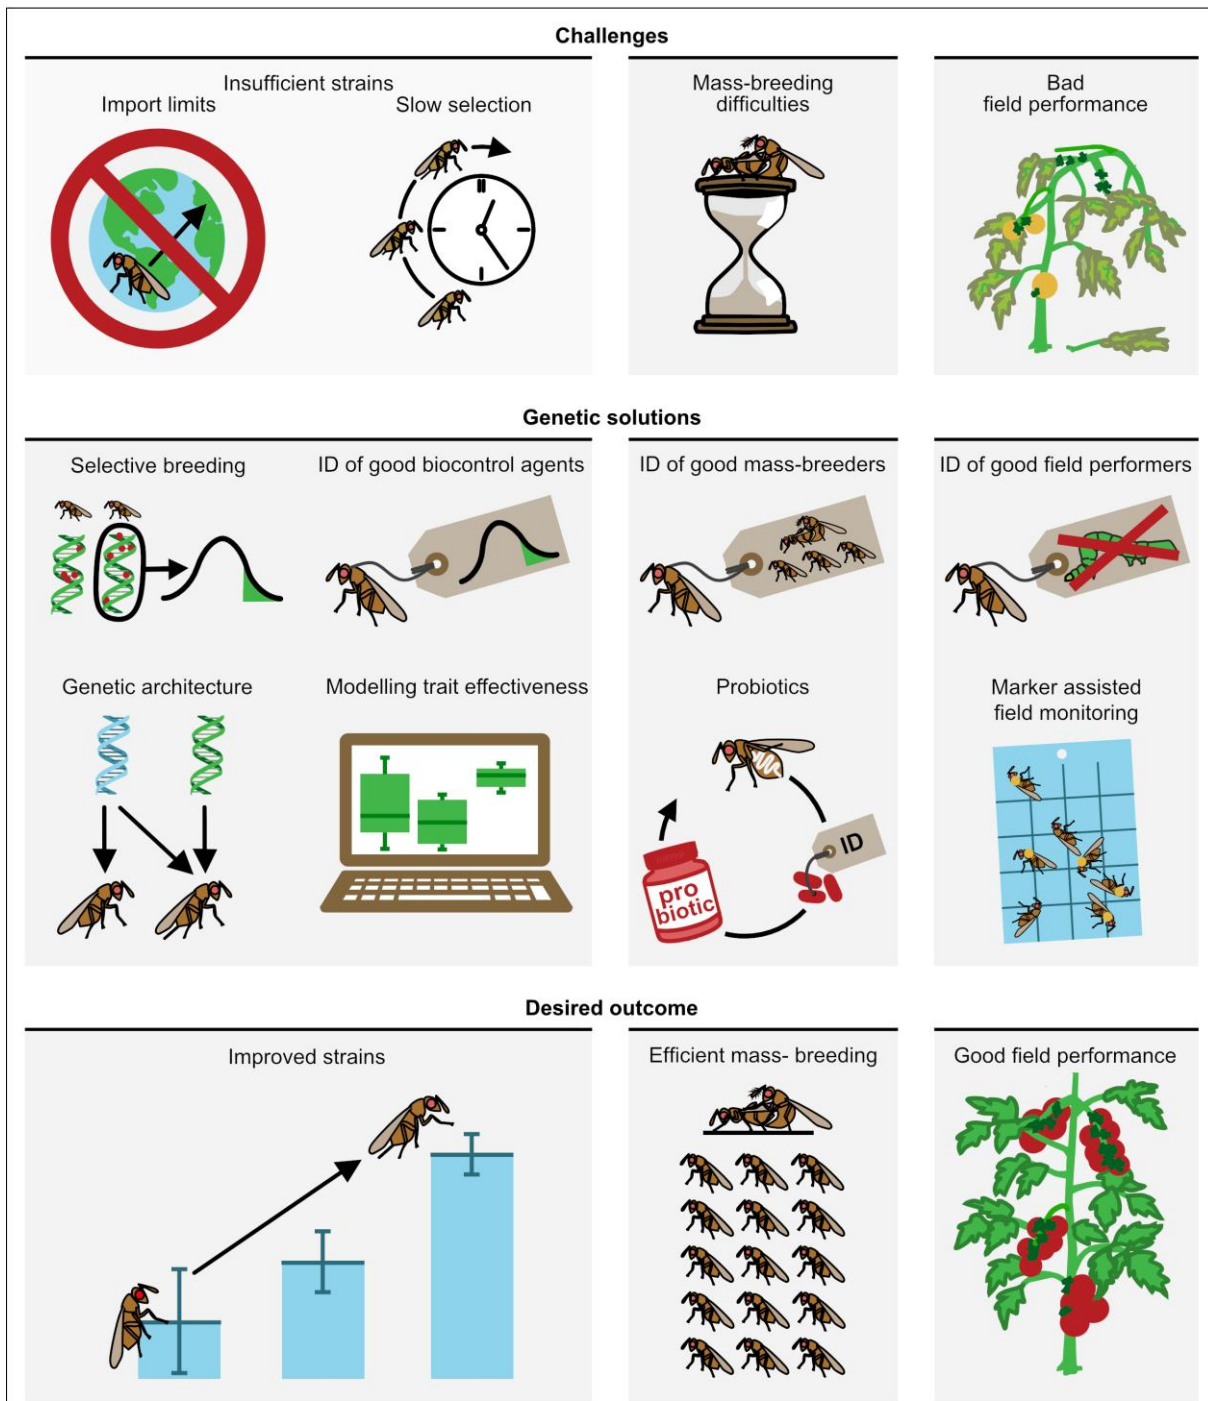 Challenges
Insufficient strains
Import limits
Slow selection
Mass-breeding
difficulties
Bad
field performance
Genetic solutions
Selective breeding
ID of good biocontrol agents
ID of good mass-breeders
ID of good field performers
Genetic architecture
Modelling trait effectiveness
Probiotics
Marker assisted
field monitoring
ID
pro
biotic
Desired outcome
Improved strains
Efficient mass- breeding
Good field performance